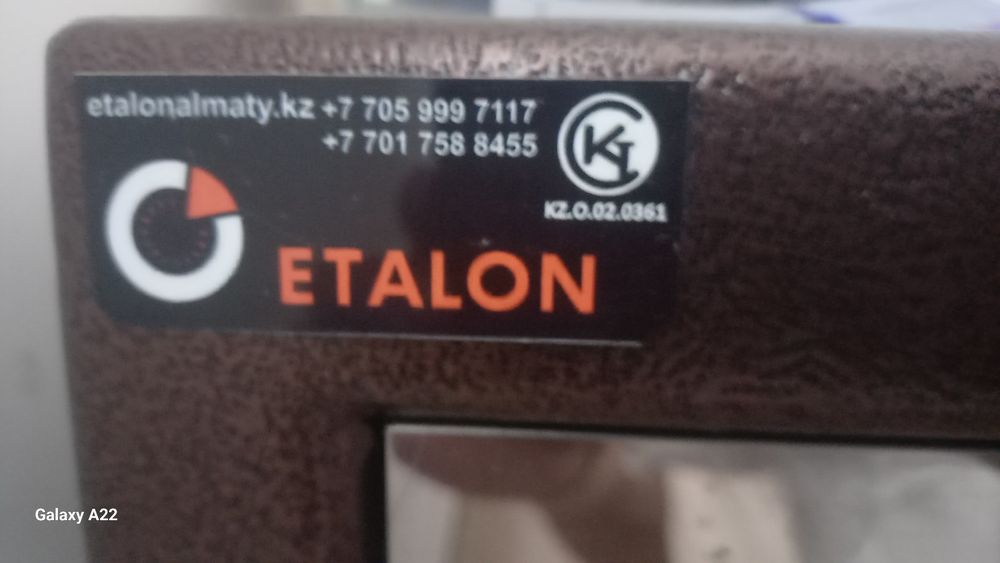 etalonalmaty.kz +7 705 999 7117
+7 701 758 8455
KZ.O.02.0361
ETALON
Galaxy A22